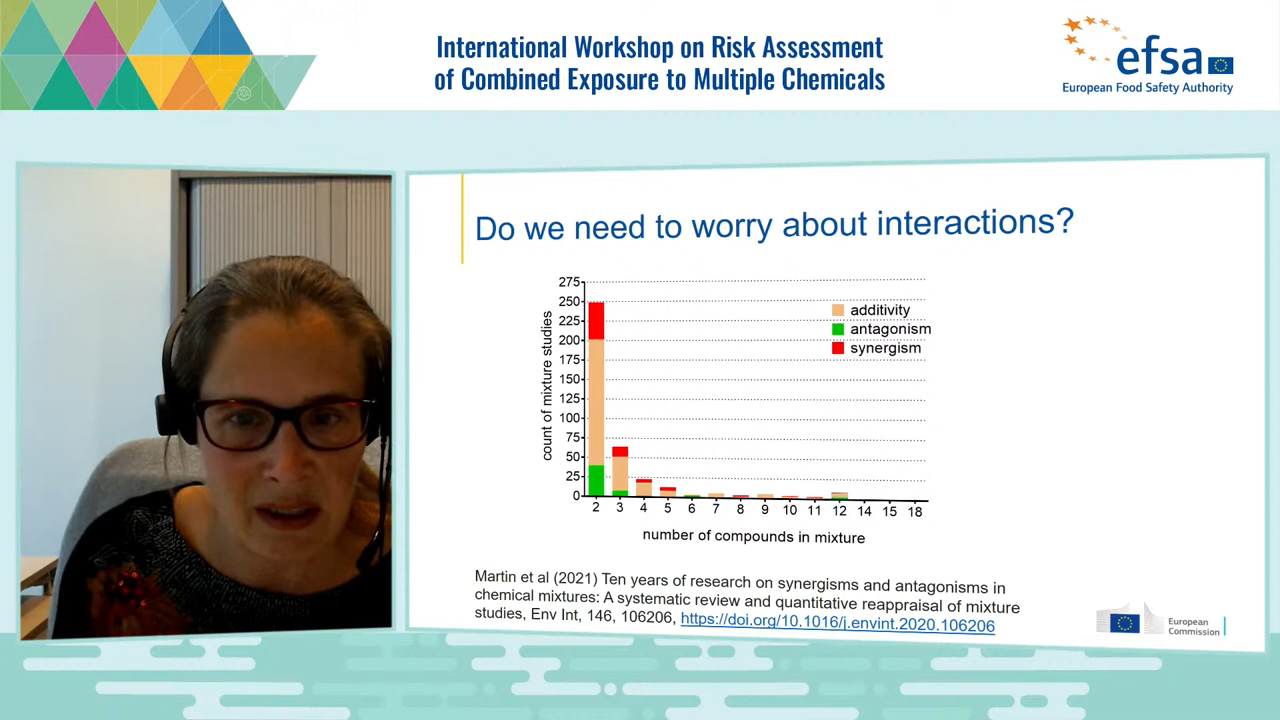 International Workshop on Risk Assessment
of Combined Exposure to Multiple Chemicals
efsa
European Food Safety Authority
Do we need to worry about interactions?
275
250
225
200
175
150
125
100
75
50
25
0
count of mixture studies
additivity
antagonism
synergism
2 3 4 5 6 7 8 9 10 11 12 14 15 18
number of compounds in mixture
Martin et al (2021) Ten years of research on synergisms and antagonisms in
chemical mixtures: A systematic review and quantitative reappraisal of mixture
studies, Env Int, 146, 106206, https://doi.org/10.1016/j.envint.2020.106206
European
Commission